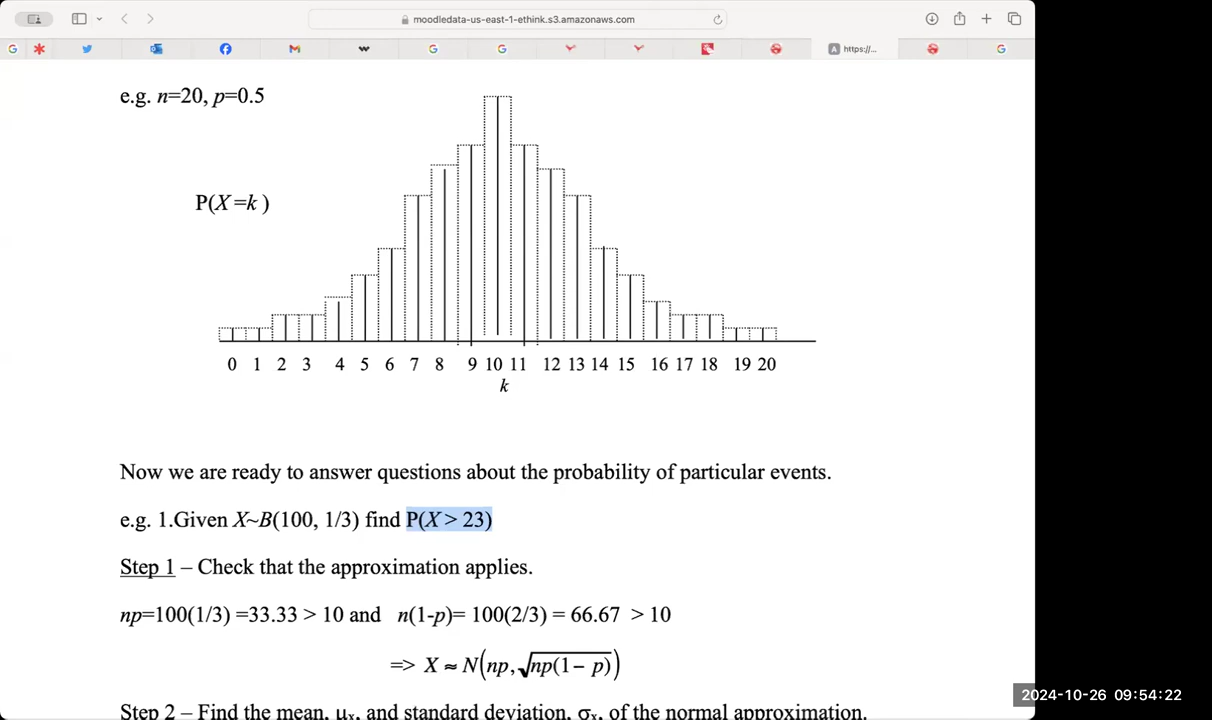 moodledata-us-east-1-ethink.s3.amazonaws.com
https://...
e.g. n=20, p=0.5
P(X=k )
0 1 2 3 4 5 6 7 8 9 10 11 12 13 14 15 16 17 18 19 20
k
Now we are ready to answer questions about the probability of particular events.
e.g. 1.Given X~B(100, 1/3) find P(X > 23)
Step 1 – Check that the approximation applies.
np=100(1/3) =33.33 > 10 and n(1-p)= 100(2/3) = 66.67 > 10
=> X ≈ N(np, √np(1 − p))
Step 2 – Find the mean, μx, and standard deviation, σx, of the normal approximation.
2024-10-26 09:54:22